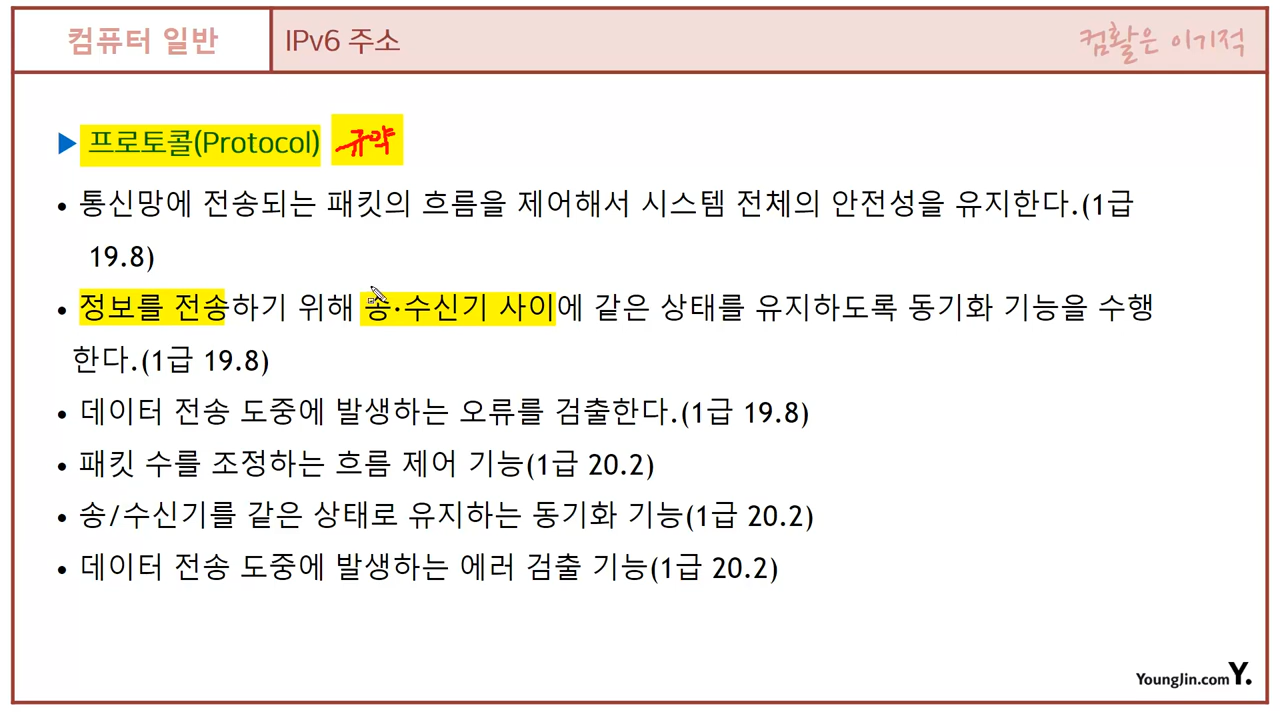 컴퓨터 일반
IPv6 주소
컴활은 이기적
▶ 프로토콜(Protocol) 규약
• 통신망에 전송되는 패킷의 흐름을 제어해서 시스템 전체의 안전성을 유지한다.(1급
19.8)
• 정보를 전송하기 위해 송·수신기 사이에 같은 상태를 유지하도록 동기화 기능을 수행
한다.(1급 19.8)
• 데이터 전송 도중에 발생하는 오류를 검출한다.(1급 19.8)
• 패킷 수를 조정하는 흐름 제어 기능(1급 20.2)
• 송/수신기를 같은 상태로 유지하는 동기화 기능(1급 20.2)
• 데이터 전송 도중에 발생하는 에러 검출 기능(1급 20.2)
YoungJin.com Y.